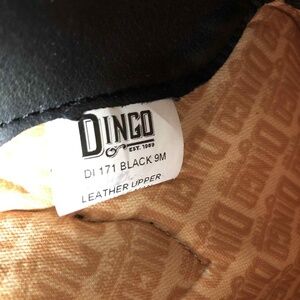 DINGO
EST. 1969
DI 171 BLACK 9M
LEATHER UPPER